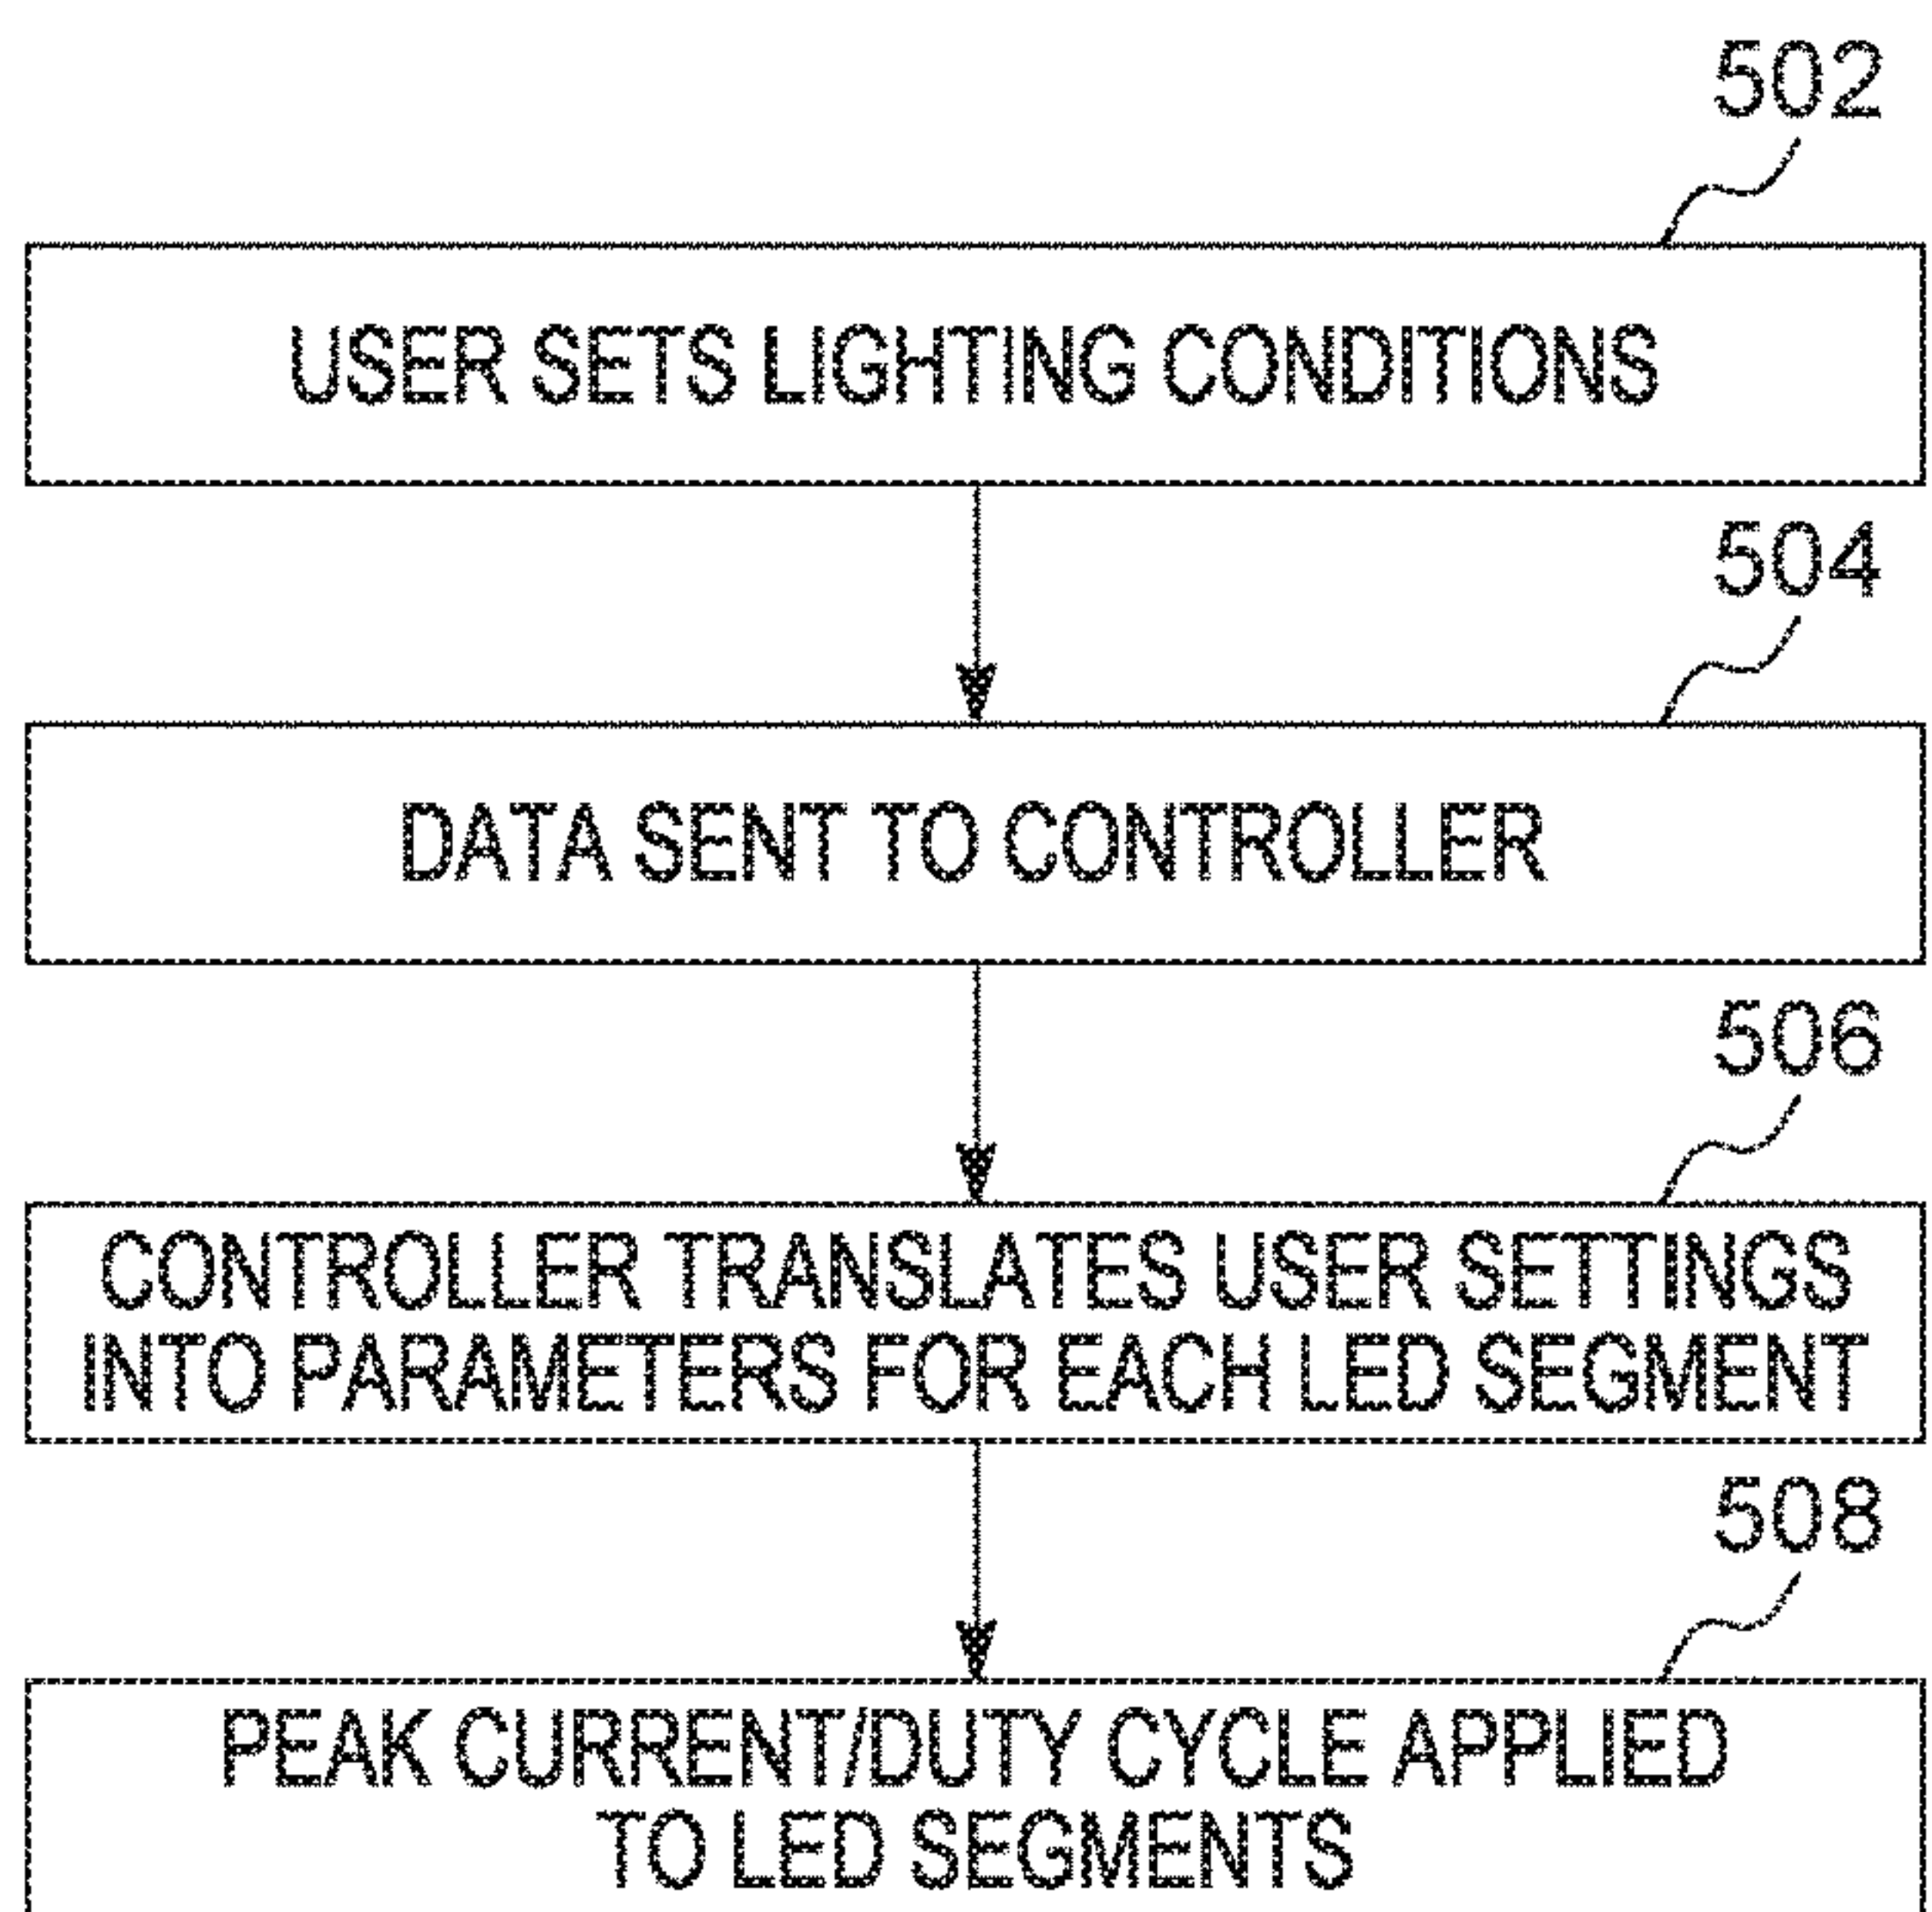 502
USER SETS LIGHTING CONDITIONS
504
DATA SENT TO CONTROLLER
506
CONTROLLER TRANSLATES USER SETTINGS
INTO PARAMETERS FOR EACH LED SEGMENT
508
PEAK CURRENT/DUTY CYCLE APPLIED
TO LED SEGMENTS